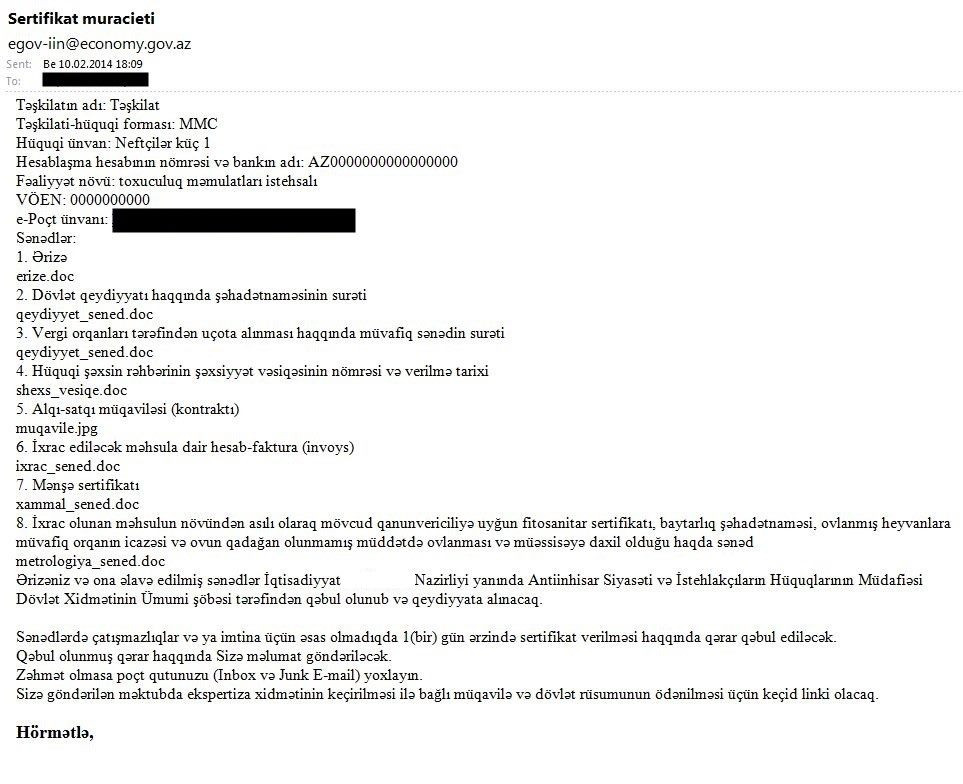 Sertifikat muracieti
egov-iin@economy.gov.az
Sent: Be 10.02.2014 18:09
To:
Təşkilatın adı: Təşkilat
Təşkilati-hüquqi forması: MMC
Hüquqi ünvan: Neftçilər küç 1
Hesablaşma hesabının nömrəsi və bankın adı: AZ0000000000000000
Fəaliyyət növü: toxuculuq məmulatları istehsalı
VÖEN: 0000000000
e-Poçt ünvanı:
Sənədlər:
1. Ərizə
erize.doc
2. Dövlət qeydiyyatı haqqında şəhadətnaməsinin surəti
qeydiyyet_sened.doc
3. Vergi orqanları tərəfindən uçota alınması haqqında müvafiq sənədin surəti
qeydiyyet_sened.doc
4. Hüquqi şəxsin rəhbərinin şəxsiyyət vəsiqəsinin nömrəsi və verilmə tarixi
shexs_vesiqe.doc
5. Alqı-satqı müqaviləsi (kontraktı)
muqavile.jpg
6. İxrac ediləcək məhsula dair hesab-faktura (invoys)
ixrac_sened.doc
7. Mənşə sertifikatı
xammal_sened.doc
8. İxrac olunan məhsulun növündən asılı olaraq mövcud qanunvericiliyə uyğun fitosanitar sertifikatı, baytarlıq şəhadətnaməsi, ovlanmış heyvanlara
müvafiq orqanın icazəsi və ovun qadağan olunmamış müddətdə ovlanması və müəssisəyə daxil olduğu haqda sənəd
metrologiya_sened.doc
Ərizəniz və ona əlavə edilmiş sənədlər İqtisadiyyat Nazirliyi yanında Antiinhisar Siyasəti və İstehlakçıların Hüquqlarının Müdafiəsi
Dövlət Xidmətinin Ümumi şöbəsi tərəfindən qəbul olunub və qeydiyyata alınacaq.
Sənədlərdə çatışmazlıqlar və ya imtina üçün əsas olmadıqda 1(bir) gün ərzində sertifikat verilməsi haqqında qərar qəbul ediləcək.
Qəbul olunmuş qərar haqqında Sizə məlumat göndəriləcək.
Zəhmət olmasa poçt qutunuzu (Inbox və Junk E-mail) yoxlayın.
Sizə göndərilən məktubda ekspertiza xidmətinin keçirilməsi ilə bağlı müqavilə və dövlət rüsumunun ödənilməsi üçün keçid linki olacaq.
Hörmətlə,